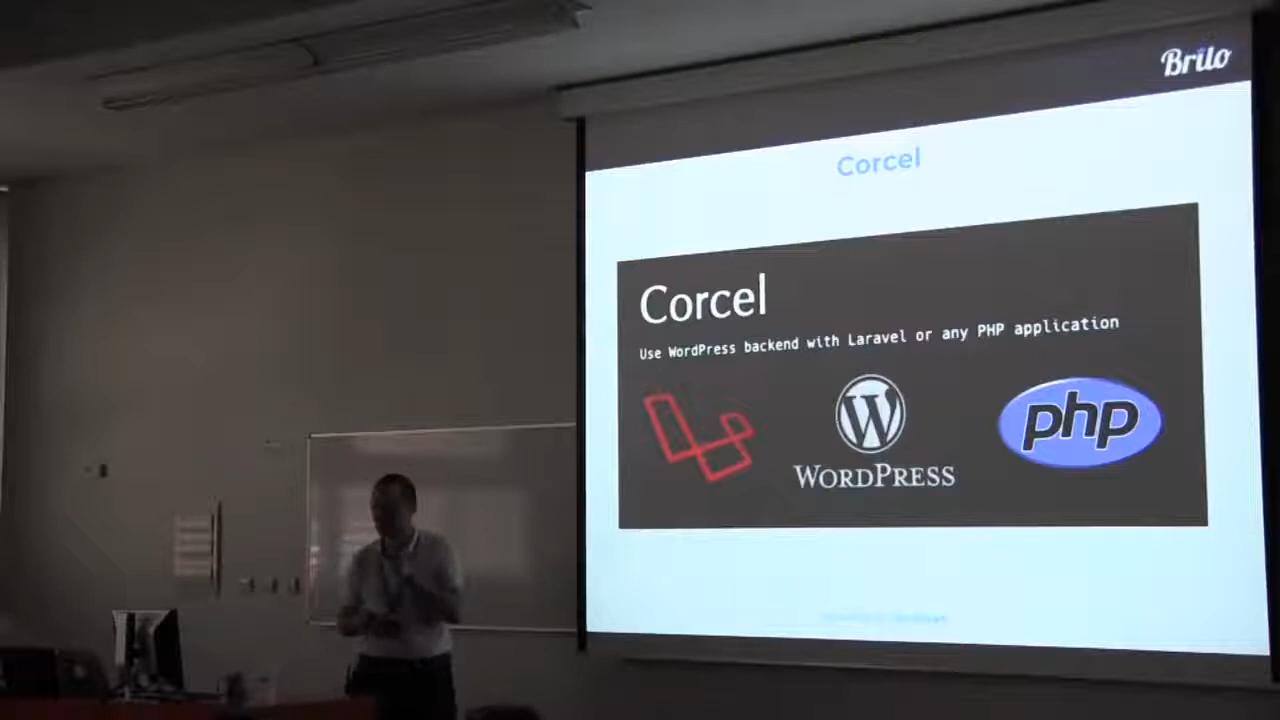 Brilo
Corcel
Corcel
Use WordPress backend with Laravel or any PHP application
WORDPRESS
php